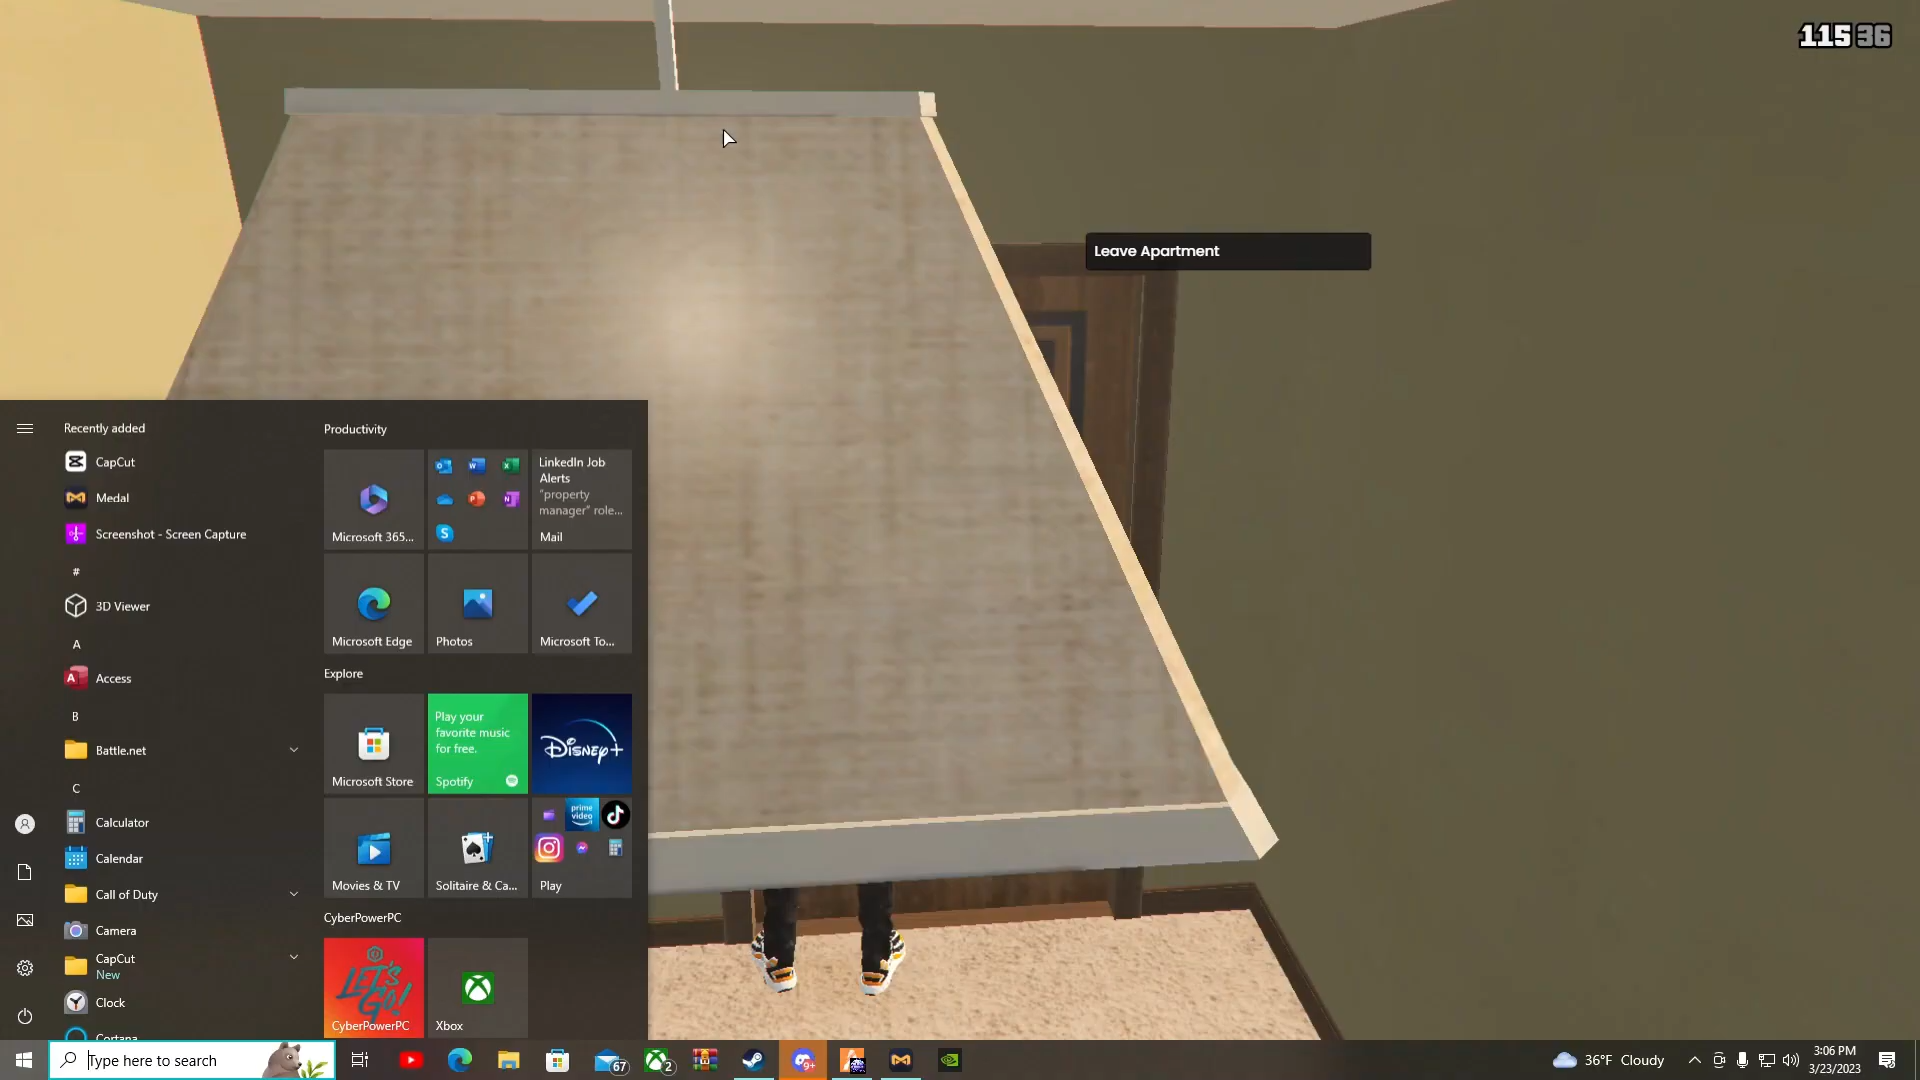 115 36
Leave Apartment
Recently added
CapCut
Medal
Screenshot - Screen Capture
#
3D Viewer
A
Access
B
Battle.net
C
Calculator
Calendar
Call of Duty
Camera
CapCut
New
Clock
Cortana
Productivity
Microsoft 365...
LinkedIn Job
Alerts
"property
manager" role...
Mail
Microsoft Edge
Photos
Microsoft To...
Explore
Microsoft Store
Play your
favorite music
for free.
Spotify
Disney+
Movies & TV
Solitaire & Ca...
prime
video
Play
CyberPowerPC
LET'S
GO!
CyberPowerPC
Xbox
Type here to search
67
2
9+
36°F Cloudy
3:06 PM
3/23/2023